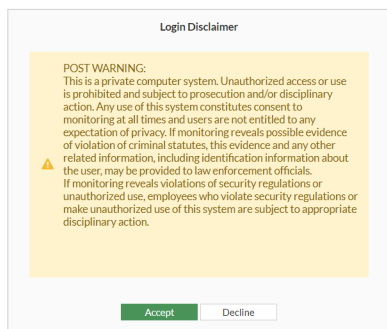 Login Disclaimer
POST WARNING:
This is a private computer system. Unauthorized access or use
is prohibited and subject to prosecution and/or disciplinary
action. Any use of this system constitutes consent to
monitoring at all times and users are not entitled to any
expectation of privacy. If monitoring reveals possible evidence
of violation of criminal statutes, this evidence and any other
related information, including identification information about
the user, may be provided to law enforcement officials.
If monitoring reveals violations of security regulations or
unauthorized use, employees who violate security regulations or
make unauthorized use of this system are subject to appropriate
disciplinary action.
Accept
Decline